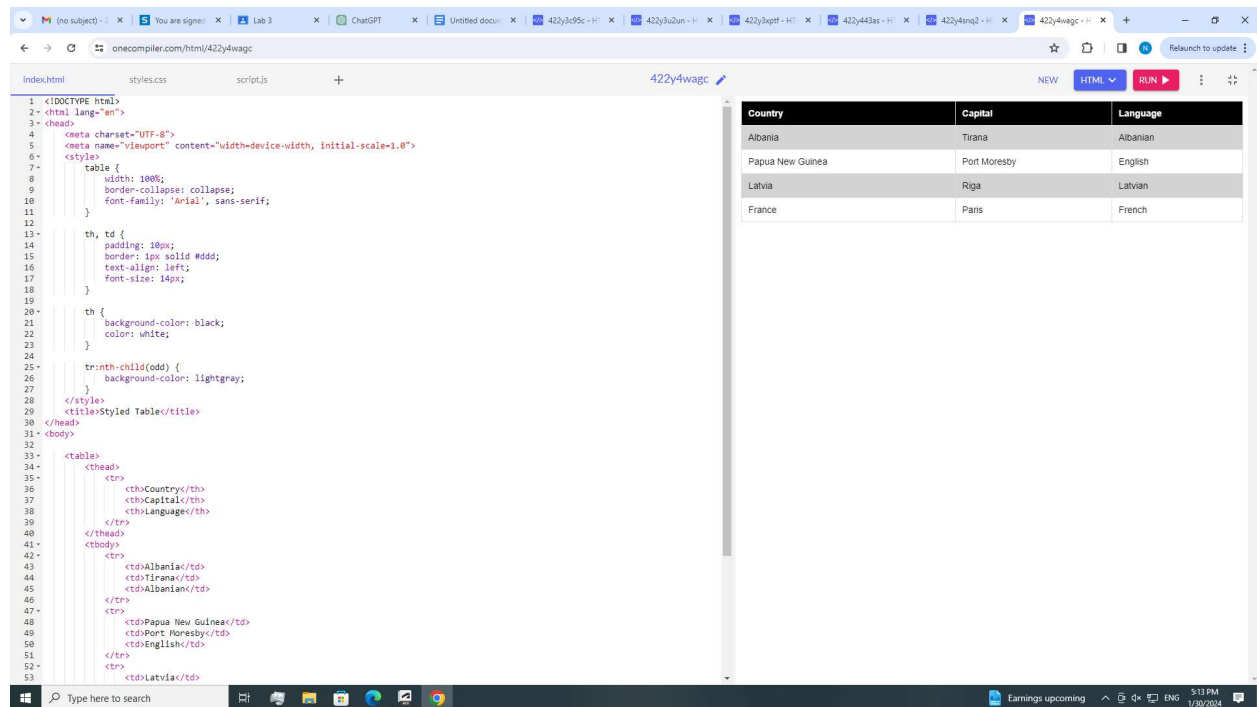 (no subject) - 2
You are signed
Lab 3
ChatGPT
Untitled docum
422y3c95c - HT
422y3u2un - H
422y3xptf - HT
422y443as - H
422y4snq2 - H
422y4wagc - H
onecompiler.com/html/422y4wagc
N
Relaunch to update
index.html
styles.css
script.js
+
422y4wagc
NEW
HTML
RUN
1 <!DOCTYPE html>
2 <html lang="en">
3 <head>
4 <meta charset="UTF-8">
5 <meta name="viewport" content="width=device-width, initial-scale=1.0">
6 <style>
7 table {
8 width: 100%;
9 border-collapse: collapse;
10 font-family: 'Arial', sans-serif;
11 }
12
13 th, td {
14 padding: 10px;
15 border: 1px solid #ddd;
16 text-align: left;
17 font-size: 14px;
18 }
19
20 th {
21 background-color: black;
22 color: white;
23 }
24
25 tr:nth-child(odd) {
26 background-color: lightgray;
27 }
28 </style>
29 <title>Styled Table</title>
30 </head>
31 <body>
32
33 <table>
34 <thead>
35 <tr>
36 <th>Country</th>
37 <th>Capital</th>
38 <th>Language</th>
39 </tr>
40 </thead>
41 <tbody>
42 <tr>
43 <td>Albania</td>
44 <td>Tirana</td>
45 <td>Albanian</td>
46 </tr>
47 <tr>
48 <td>Papua New Guinea</td>
49 <td>Port Moresby</td>
50 <td>English</td>
51 </tr>
52 <tr>
53 <td>Latvia</td>
Country Capital Language
Albania Tirana Albanian
Papua New Guinea Port Moresby English
Latvia Riga Latvian
France Paris French
Type here to search
Earnings upcoming
ENG
5:13 PM
1/30/2024